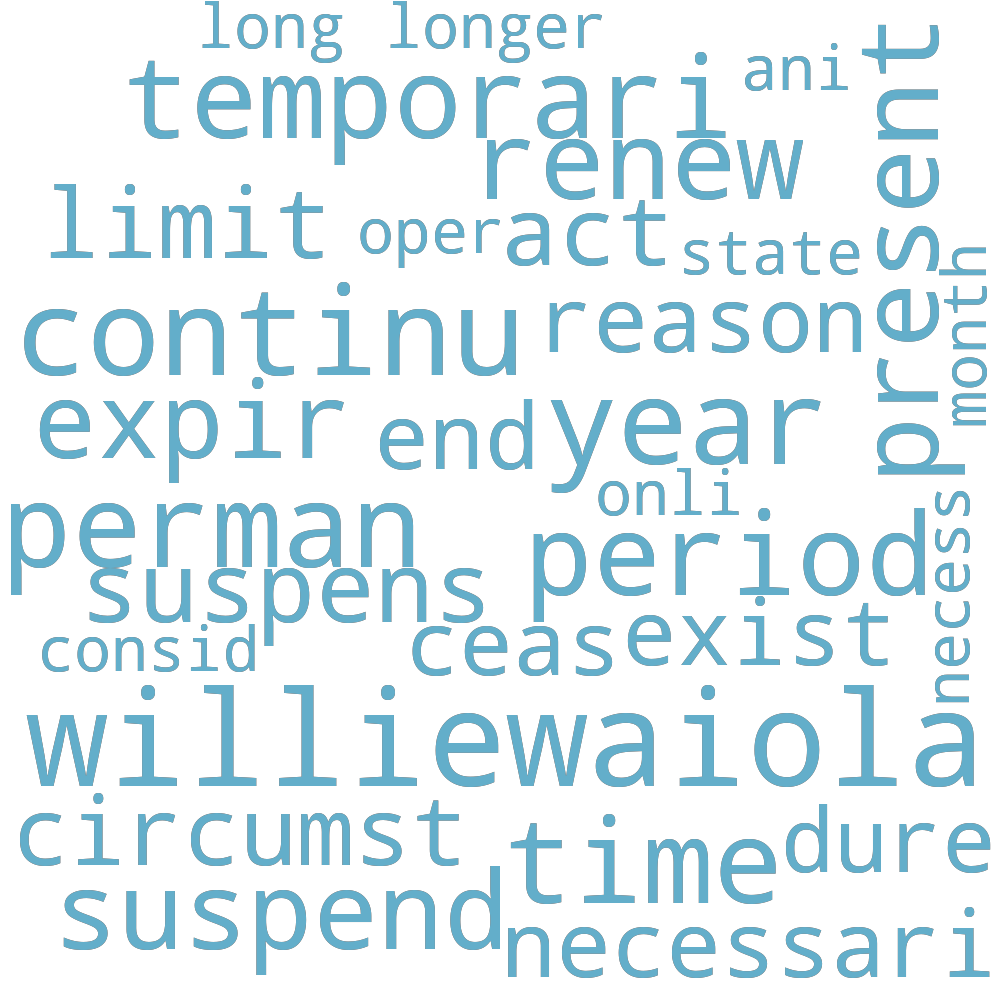 long longer
temporari ani
renew
present
limit oper act state
month
continu reason
expir end year
onli
perman period
necess
suspens
consid ceas exist
williewaiola
circumst time dure
suspend necessari